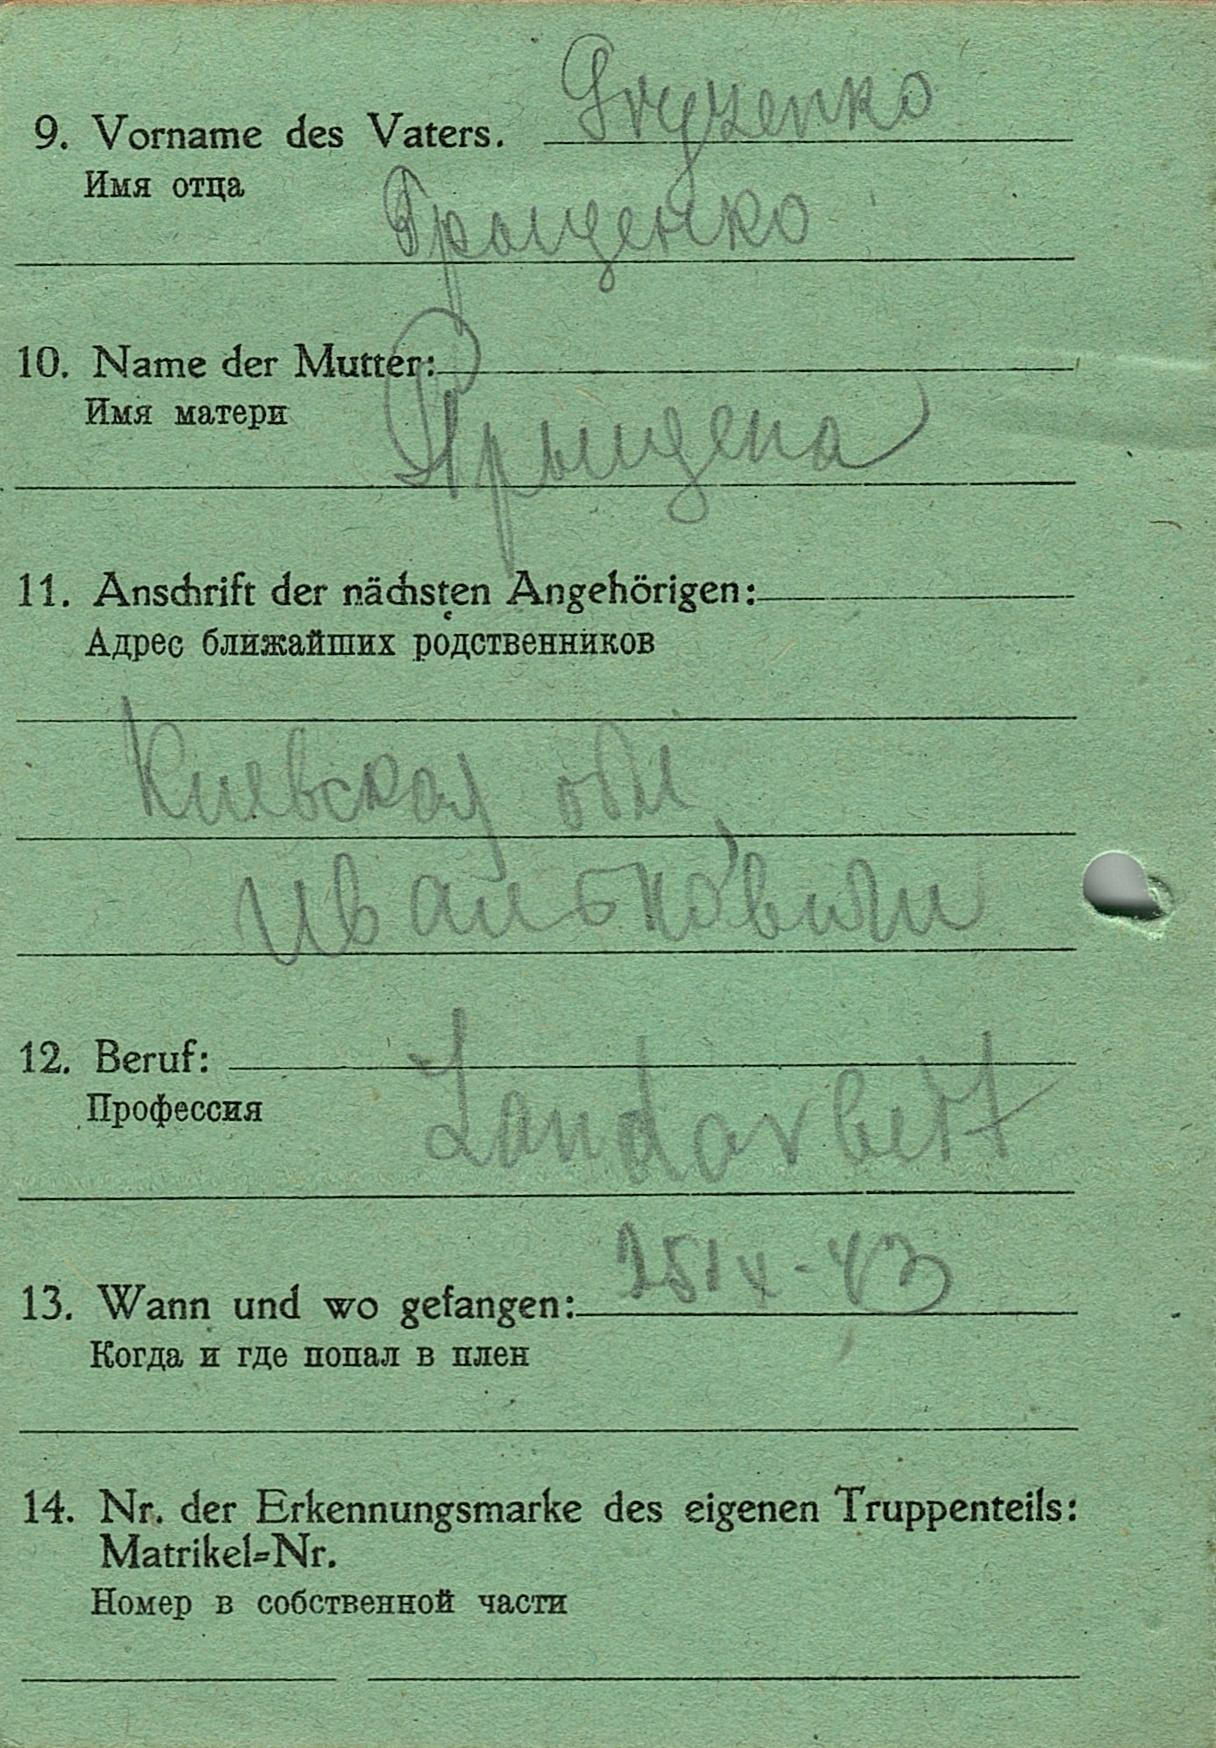 9. Vorname des Vaters.
Имя отца
10. Name der Mutter:
Имя матери
11. Anschrift der nächsten Angehörigen:
Адрес ближайших родственников
Киевская обл
12. Beruf:
Профессия
Landarbeit
25 IX - 43
13. Wann und wo gefangen:
Когда и где попал в плен
14. Nr. der Erkennungsmarke des eigenen Truppenteils:
Matrikel=Nr.
Номер в собственной части